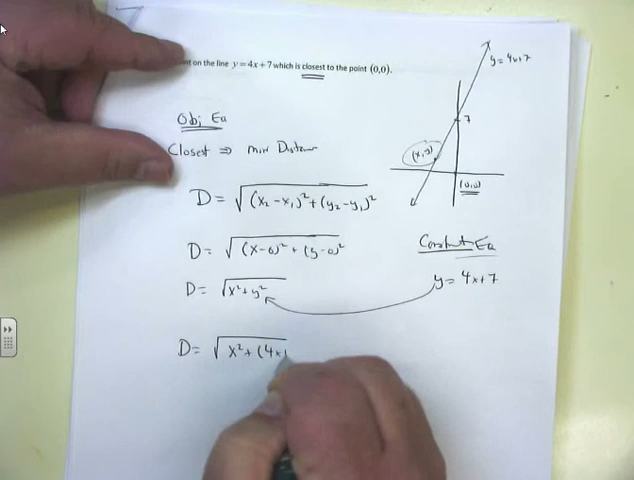 nt on the line y = 4x + 7 which is closest to the point (0,0).
y = 4x+7
Obj Eq
7
Closest ⇒ min Distance
(x,y)
(0,0)
D = √(x₂-x₁)²+(y₂-y₁)²
Constraint Eq
D = √(x-0)²+(y-0)²
y = 4x+7
D = √x²+y²
D = √x²+(4x